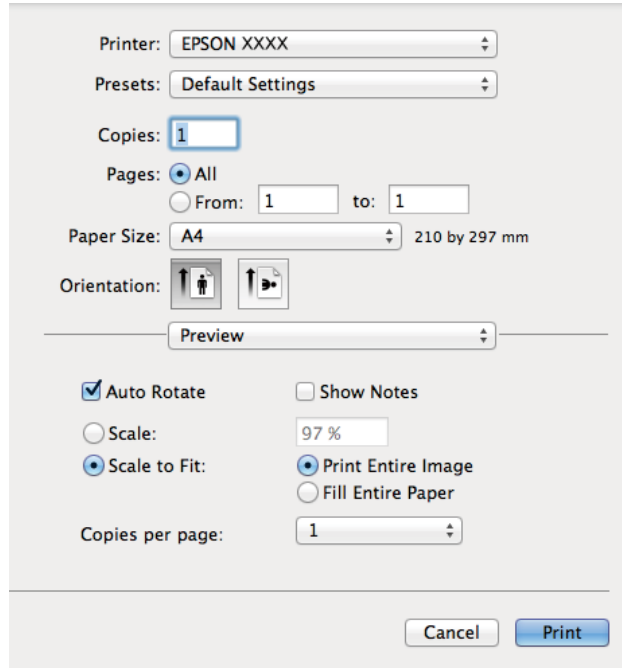 Printer: EPSON XXXX
Presets: Default Settings
Copies: 1
Pages: All
From: 1 to: 1
Paper Size: A4 210 by 297 mm
Orientation:
Preview
Auto Rotate Show Notes
Scale: 97 %
Scale to Fit: Print Entire Image
Fill Entire Paper
Copies per page: 1
Cancel Print